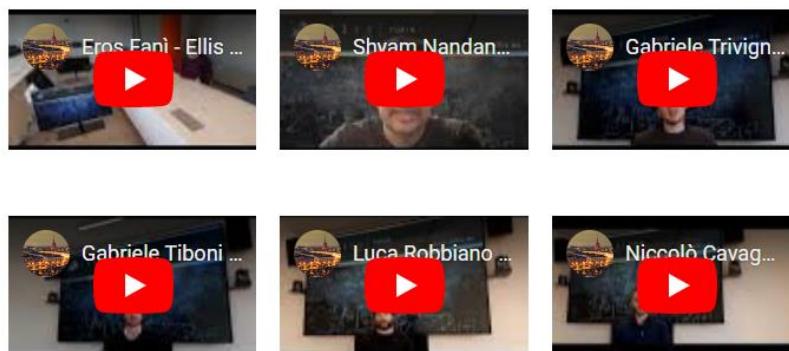 Eros Fanì - Ellis ...
Shyam Nandan...
Gabriele Trivign...
Gabriele Tiboni ...
Luca Robbiano ...
Niccolò Cavag...